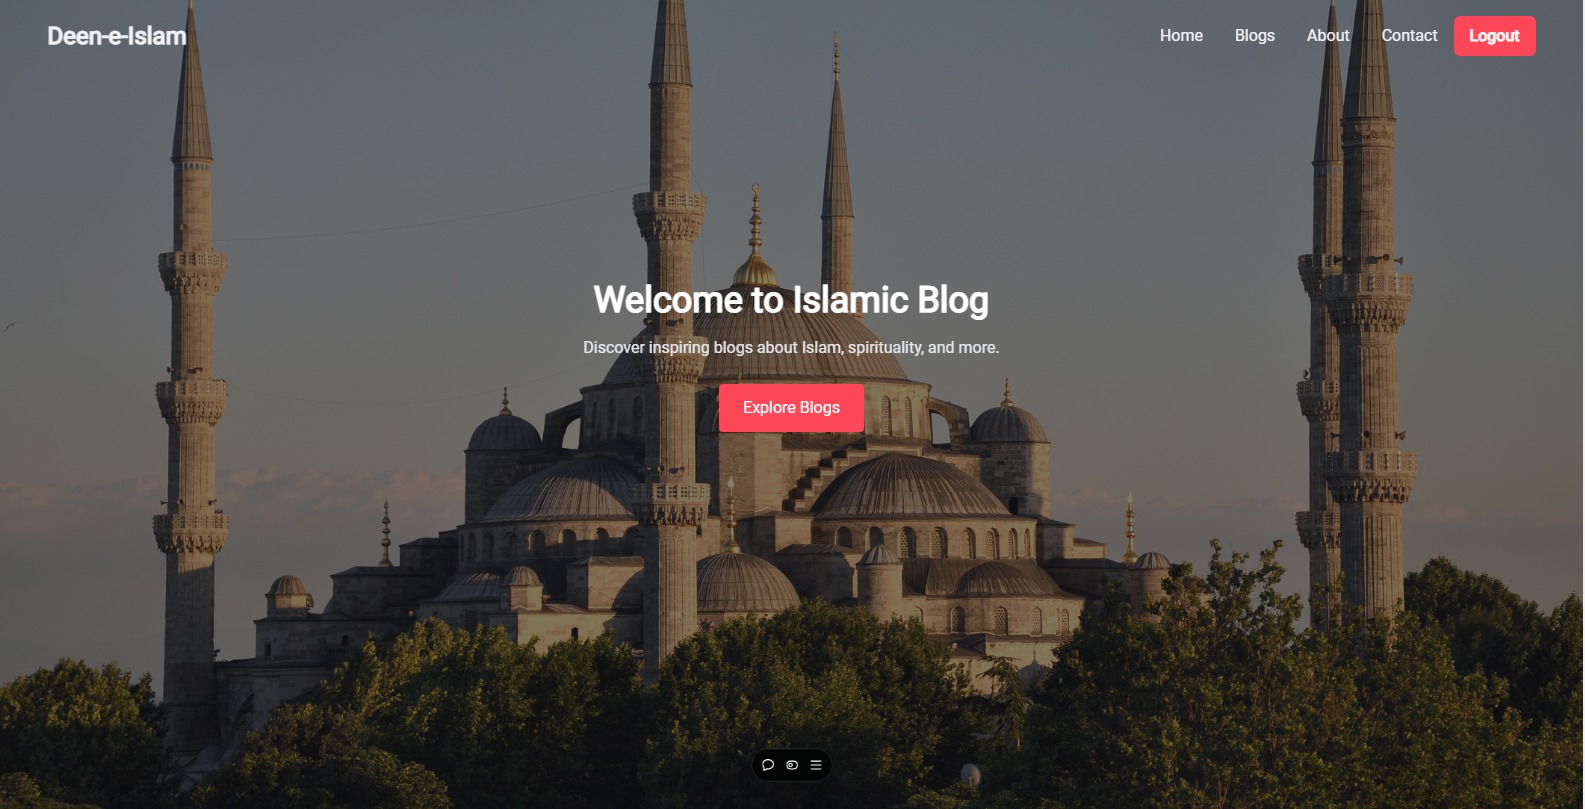 Deen-e-Islam
Home Blogs About Contact Logout
Welcome to Islamic Blog
Discover inspiring blogs about Islam, spirituality, and more.
Explore Blogs